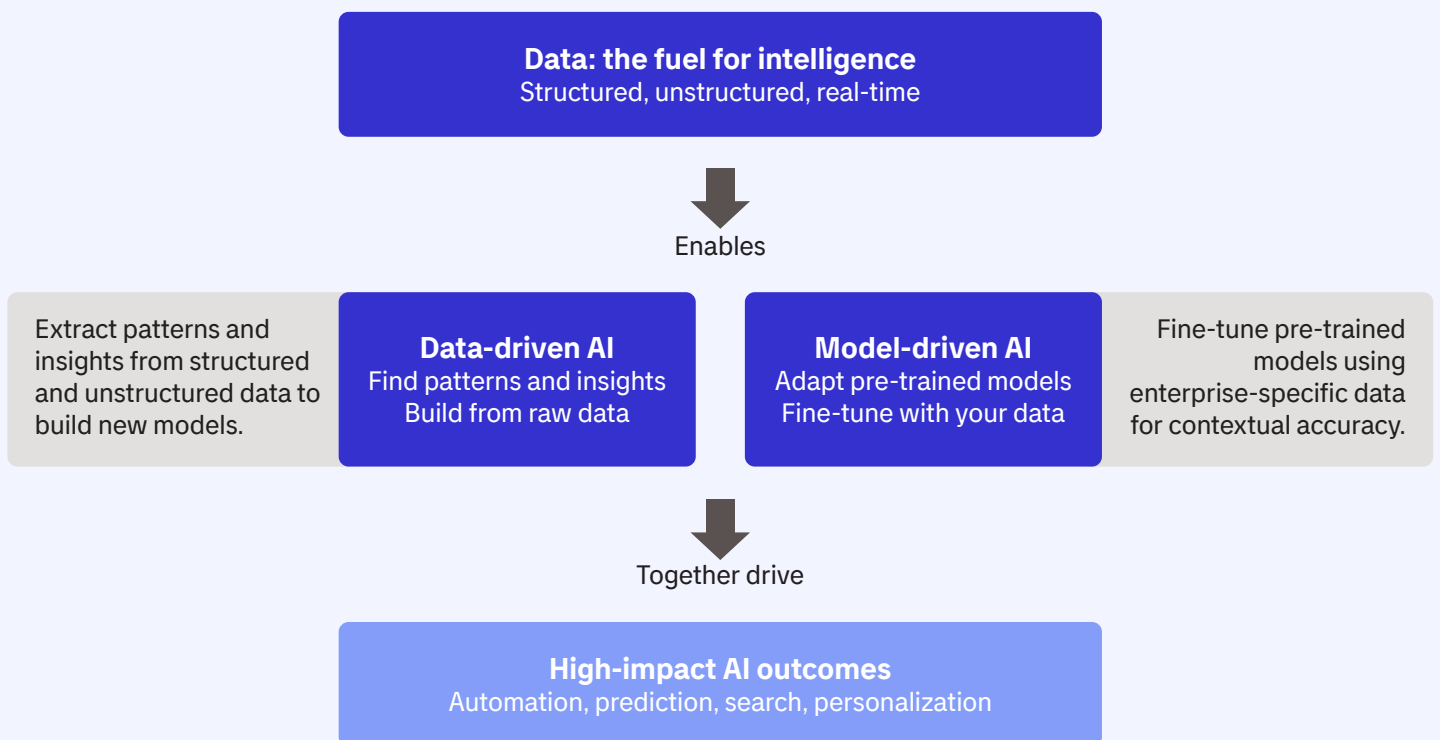 Data: the fuel for intelligence
Structured, unstructured, real-time
Enables
Extract patterns and
insights from structured
and unstructured data to
build new models.
Data-driven AI
Find patterns and insights
Build from raw data
Model-driven AI
Adapt pre-trained models
Fine-tune with your data
Fine-tune pre-trained
models using
enterprise-specific data
for contextual accuracy.
Together drive
High-impact AI outcomes
Automation, prediction, search, personalization